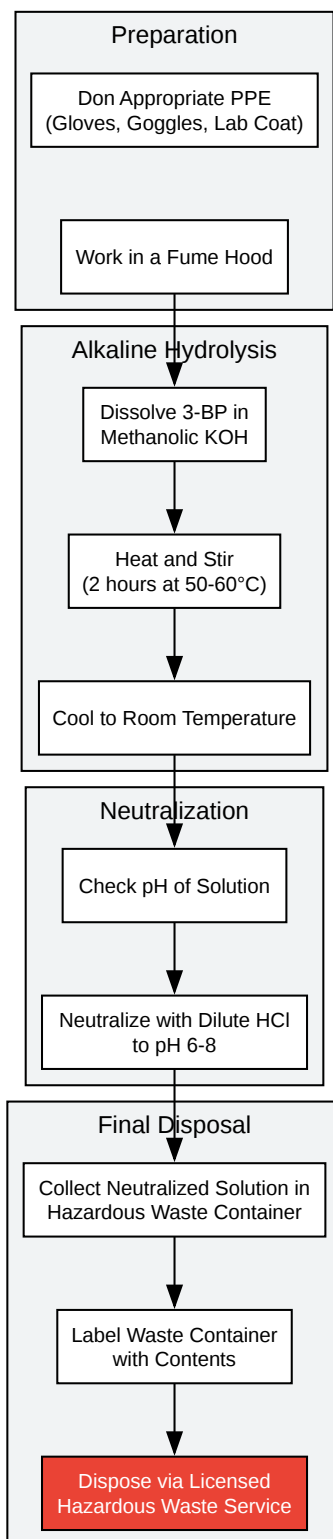 Preparation
Don Appropriate PPE
(Gloves, Goggles, Lab Coat)
Work in a Fume Hood
Alkaline Hydrolysis
Dissolve 3-BP in
Methanolic KOH
Heat and Stir
(2 hours at 50-60°C)
Cool to Room Temperature
Neutralization
Check pH of Solution
Neutralize with Dilute HCl
to pH 6-8
Final Disposal
Collect Neutralized Solution in
Hazardous Waste Container
Label Waste Container
with Contents
Dispose via Licensed
Hazardous Waste Service